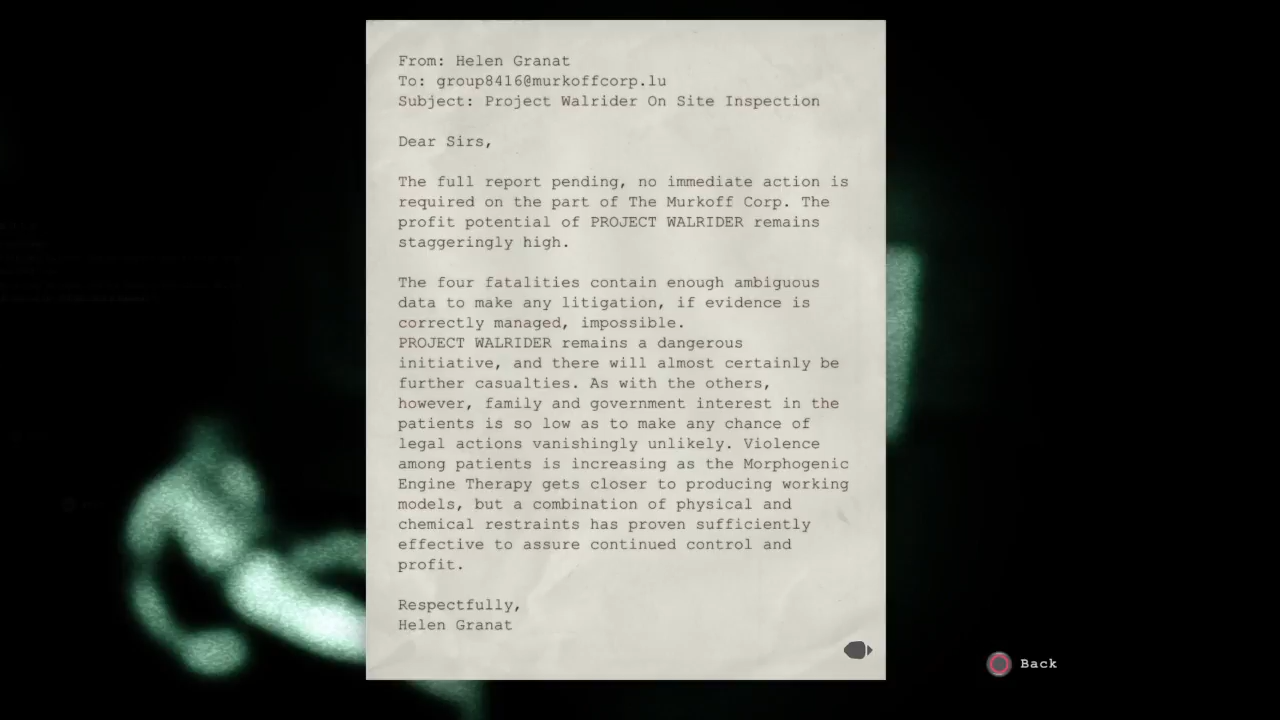 From: Helen Granat
To: group8416@murkoffcorp.lu
Subject: Project Walrider On Site Inspection
Dear Sirs,
The full report pending, no immediate action is
required on the part of The Murkoff Corp. The
profit potential of PROJECT WALRIDER remains
staggeringly high.
The four fatalities contain enough ambiguous
data to make any litigation, if evidence is
correctly managed, impossible.
PROJECT WALRIDER remains a dangerous
initiative, and there will almost certainly be
further casualties. As with the others,
however, family and government interest in the
patients is so low as to make any chance of
legal actions vanishingly unlikely. Violence
among patients is increasing as the Morphogenic
Engine Therapy gets closer to producing working
models, but a combination of physical and
chemical restraints has proven sufficiently
effective to assure continued control and
profit.
Respectfully,
Helen Granat
Back